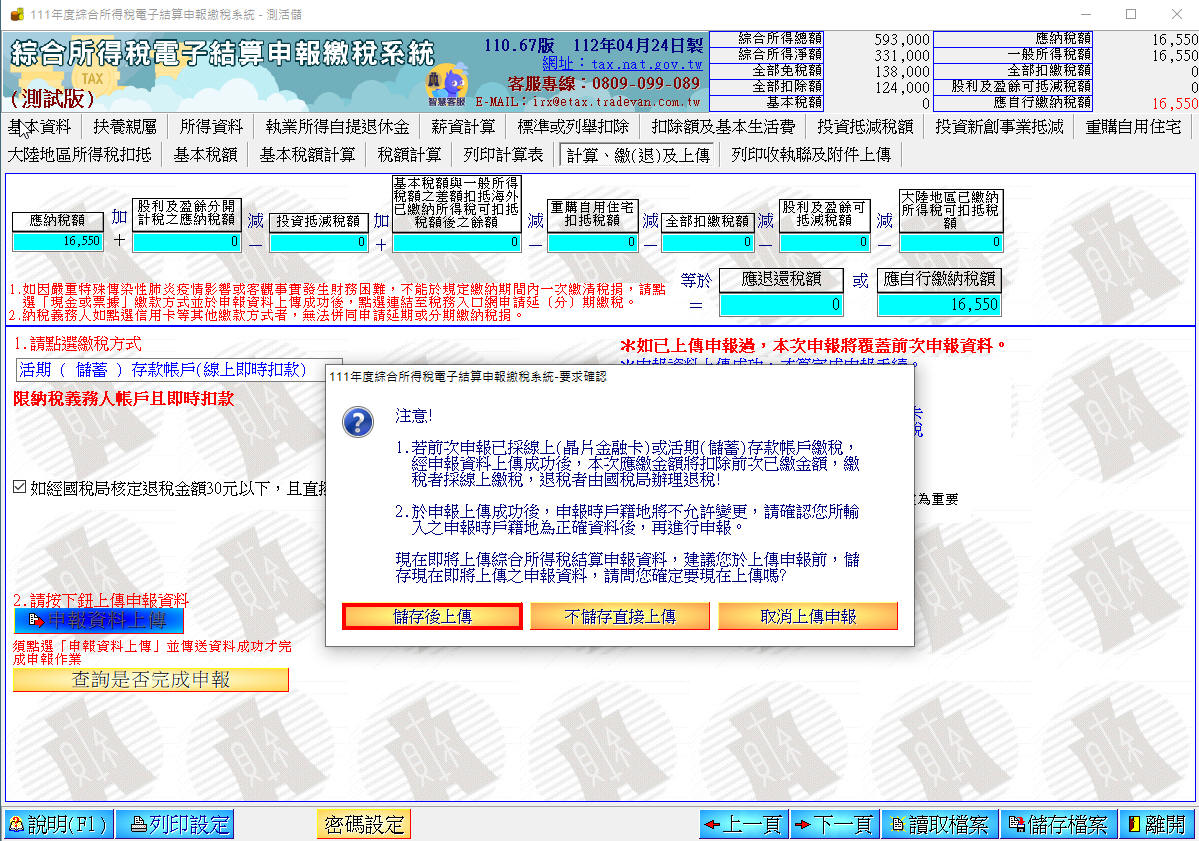 111年度綜合所得稅電子結算申報繳稅系統 - 測活儲
綜合所得稅電子結算申報繳稅系統
TAX
(測試版)
智慧客服
110.67版 112年04月24日製
網址：tax.nat.gov.tw
客服專線：0809-099-089
E-MAIL：irx@etax.tradevan.com.tw
綜合所得總額 593,000 應納稅額 16,550
綜合所得淨額 331,000 一般所得稅額 16,550
全部免稅額 138,000 全部扣繳稅額 0
全部扣除額 124,000 股利及盈餘可抵減稅額 0
基本稅額 0 應自行繳納稅額 16,550
基本資料 扶養親屬 所得資料 執業所得自提退休金 薪資計算 標準或列舉扣除 扣除額及基本生活費 投資抵減稅額 投資新創事業抵減 重購自用住宅
大陸地區所得稅扣抵 基本稅額 基本稅額計算 稅額計算 列印計算表 計算、繳(退)及上傳 列印收執聯及附件上傳
應納稅額
16,550
加
＋
股利及盈餘分開
計稅之應納稅額
0
減
－
投資抵減稅額
0
加
＋
基本稅額與一般所得
稅額之差額扣抵海外
已繳納所得稅可扣抵
稅額後之餘額
0
減
－
重購自用住宅
扣抵稅額
0
減
－
全部扣繳稅額
0
減
－
股利及盈餘可
抵減稅額
0
減
－
大陸地區已繳納
所得稅可扣抵稅
額
0
等於
＝
應退還稅額
0
或
應自行繳納稅額
16,550
1.如因嚴重特殊傳染性肺炎疫情影響或客觀事實發生財務困難，不能於規定繳納期間內一次繳清稅捐，請點
選「現金或票據」繳款方式並於申報資料上傳成功後，點選連結至稅務入口網申請延（分）期繳稅。
2.納稅義務人如點選信用卡等其他繳款方式者，無法併同申請延期或分期繳納稅捐。
1.請點選繳稅方式
活期（儲蓄）存款帳戶(線上即時扣款)
限納稅義務人帳戶且即時扣款
＊如已上傳申報過，本次申報將覆蓋前次申報資料。
如經國稅局核定退稅金額30元以下，且直接
為重要
2.請按下鈕上傳申報資料
申報資料上傳
須點選「申報資料上傳」並傳送資料成功才完
成申報作業
查詢是否完成申報
111年度綜合所得稅電子結算申報繳稅系統-要求確認
注意!
1.若前次申報已採線上(晶片金融卡)或活期(儲蓄)存款帳戶繳稅，
經申報資料上傳成功後，本次應繳金額將扣除前次已繳金額，繳
稅者採線上繳稅，退稅者由國稅局辦理退稅!
2.於申報上傳成功後，申報時戶籍地將不允許變更，請確認您所輸
入之申報時戶籍地為正確資料後，再進行申報。
現在即將上傳綜合所得稅結算申報資料，建議您於上傳申報前，儲
存現在即將上傳之申報資料，請問您確定要現在上傳嗎?
儲存後上傳 不儲存直接上傳 取消上傳申報
說明(F1) 列印設定 密碼設定 上一頁 下一頁 讀取檔案 儲存檔案 離開